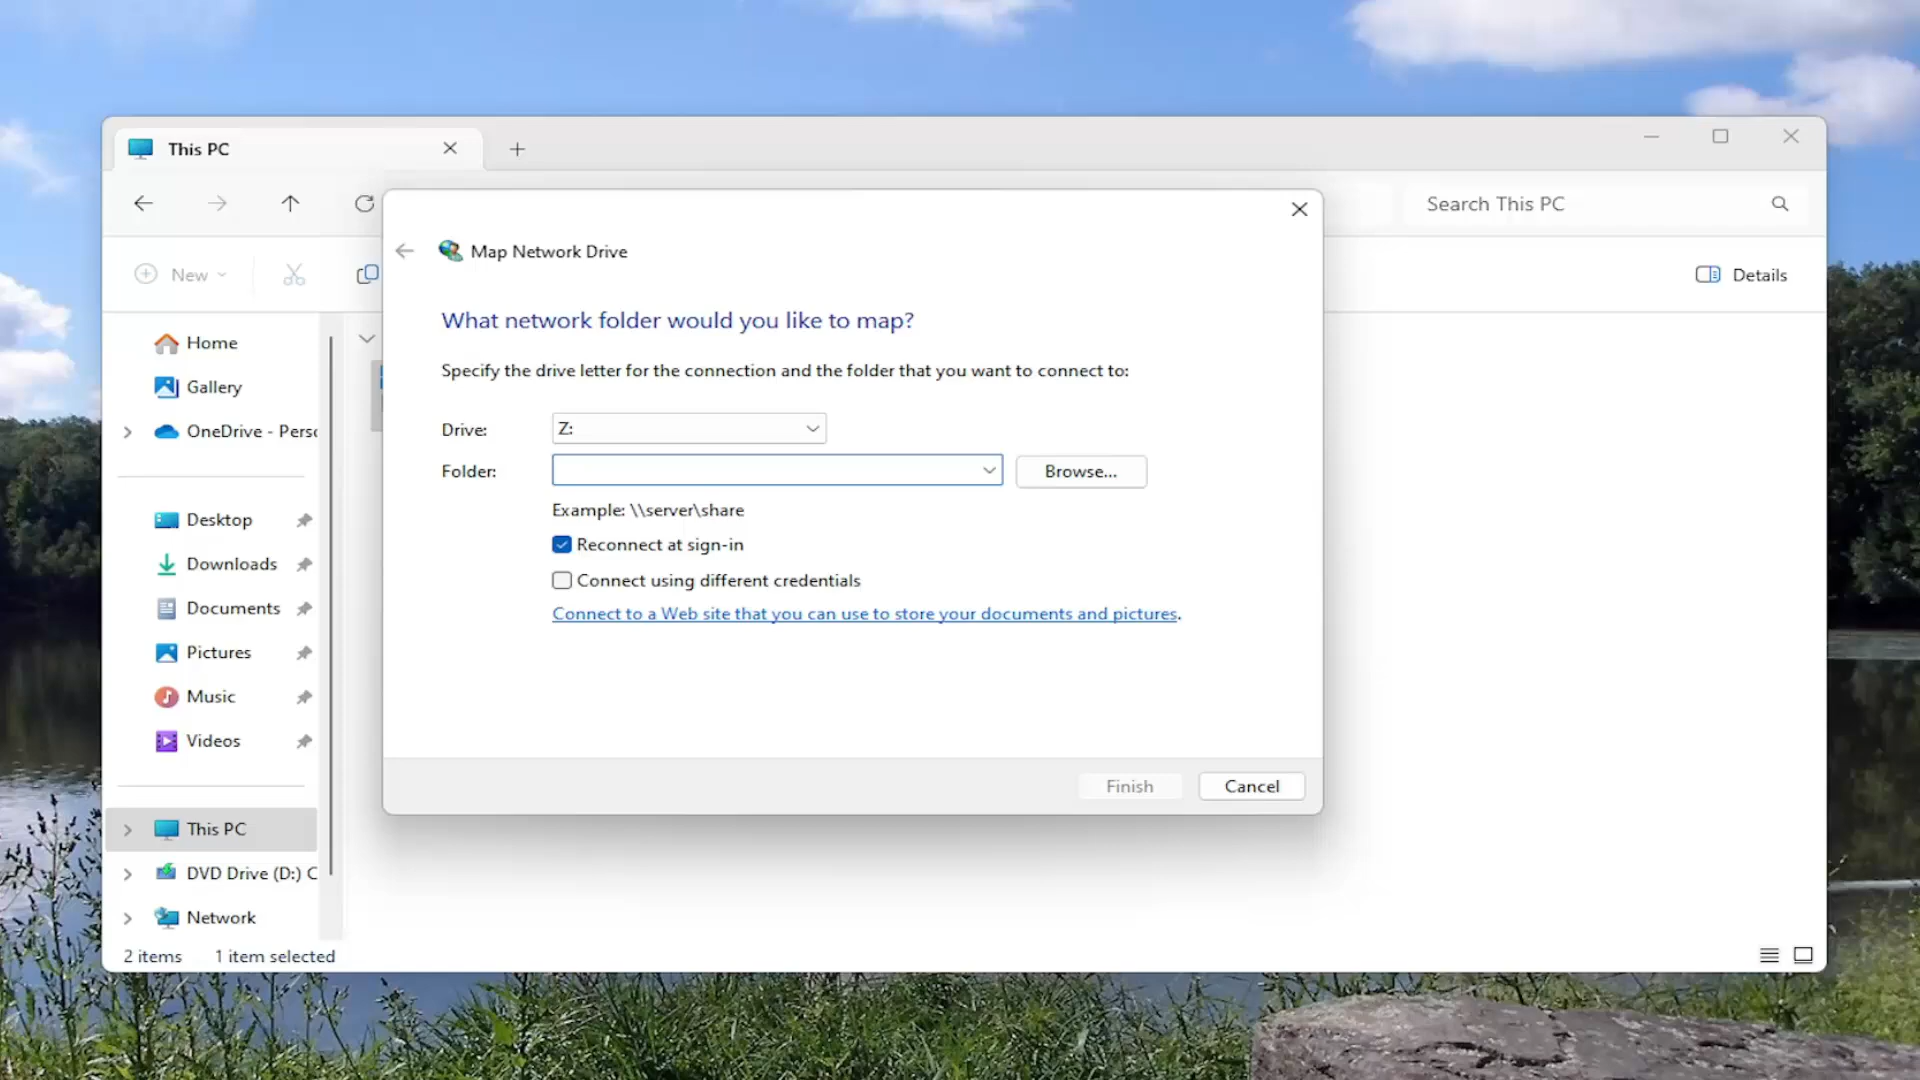 This PC
Search This PC
New
Details
Map Network Drive
What network folder would you like to map?
Specify the drive letter for the connection and the folder that you want to connect to:
Drive:
Z:
Folder:
Browse...
Example: \\server\share
Reconnect at sign-in
Connect using different credentials
Connect to a Web site that you can use to store your documents and pictures.
Finish
Cancel
Home
Gallery
OneDrive - Perso
Desktop
Downloads
Documents
Pictures
Music
Videos
This PC
DVD Drive (D:) C
Network
2 items
1 item selected